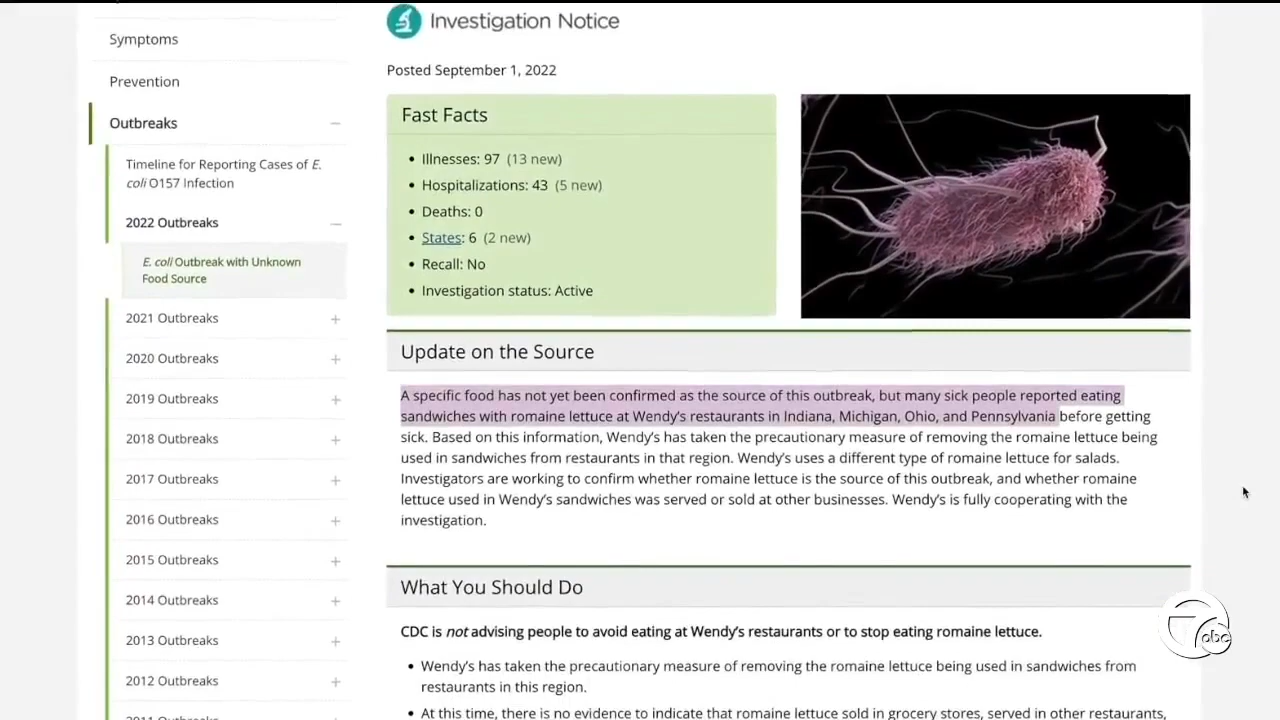 Symptoms
Prevention
Outbreaks
Timeline for Reporting Cases of E.
coli O157 Infection
2022 Outbreaks
E. coli Outbreak with Unknown
Food Source
2021 Outbreaks
2020 Outbreaks
2019 Outbreaks
2018 Outbreaks
2017 Outbreaks
2016 Outbreaks
2015 Outbreaks
2014 Outbreaks
2013 Outbreaks
2012 Outbreaks
2011 Outbreaks
Investigation Notice
Posted September 1, 2022
Fast Facts
• Illnesses: 97 (13 new)
• Hospitalizations: 43 (5 new)
• Deaths: 0
• States: 6 (2 new)
• Recall: No
• Investigation status: Active
Update on the Source
A specific food has not yet been confirmed as the source of this outbreak, but many sick people reported eating
sandwiches with romaine lettuce at Wendy's restaurants in Indiana, Michigan, Ohio, and Pennsylvania before getting
sick. Based on this information, Wendy's has taken the precautionary measure of removing the romaine lettuce being
used in sandwiches from restaurants in that region. Wendy's uses a different type of romaine lettuce for salads.
Investigators are working to confirm whether romaine lettuce is the source of this outbreak, and whether romaine
lettuce used in Wendy's sandwiches was served or sold at other businesses. Wendy's is fully cooperating with the
investigation.
What You Should Do
CDC is not advising people to avoid eating at Wendy's restaurants or to stop eating romaine lettuce.
• Wendy's has taken the precautionary measure of removing the romaine lettuce being used in sandwiches from
restaurants in this region.
• At this time, there is no evidence to indicate that romaine lettuce sold in grocery stores, served in other restaurants,
7 abc